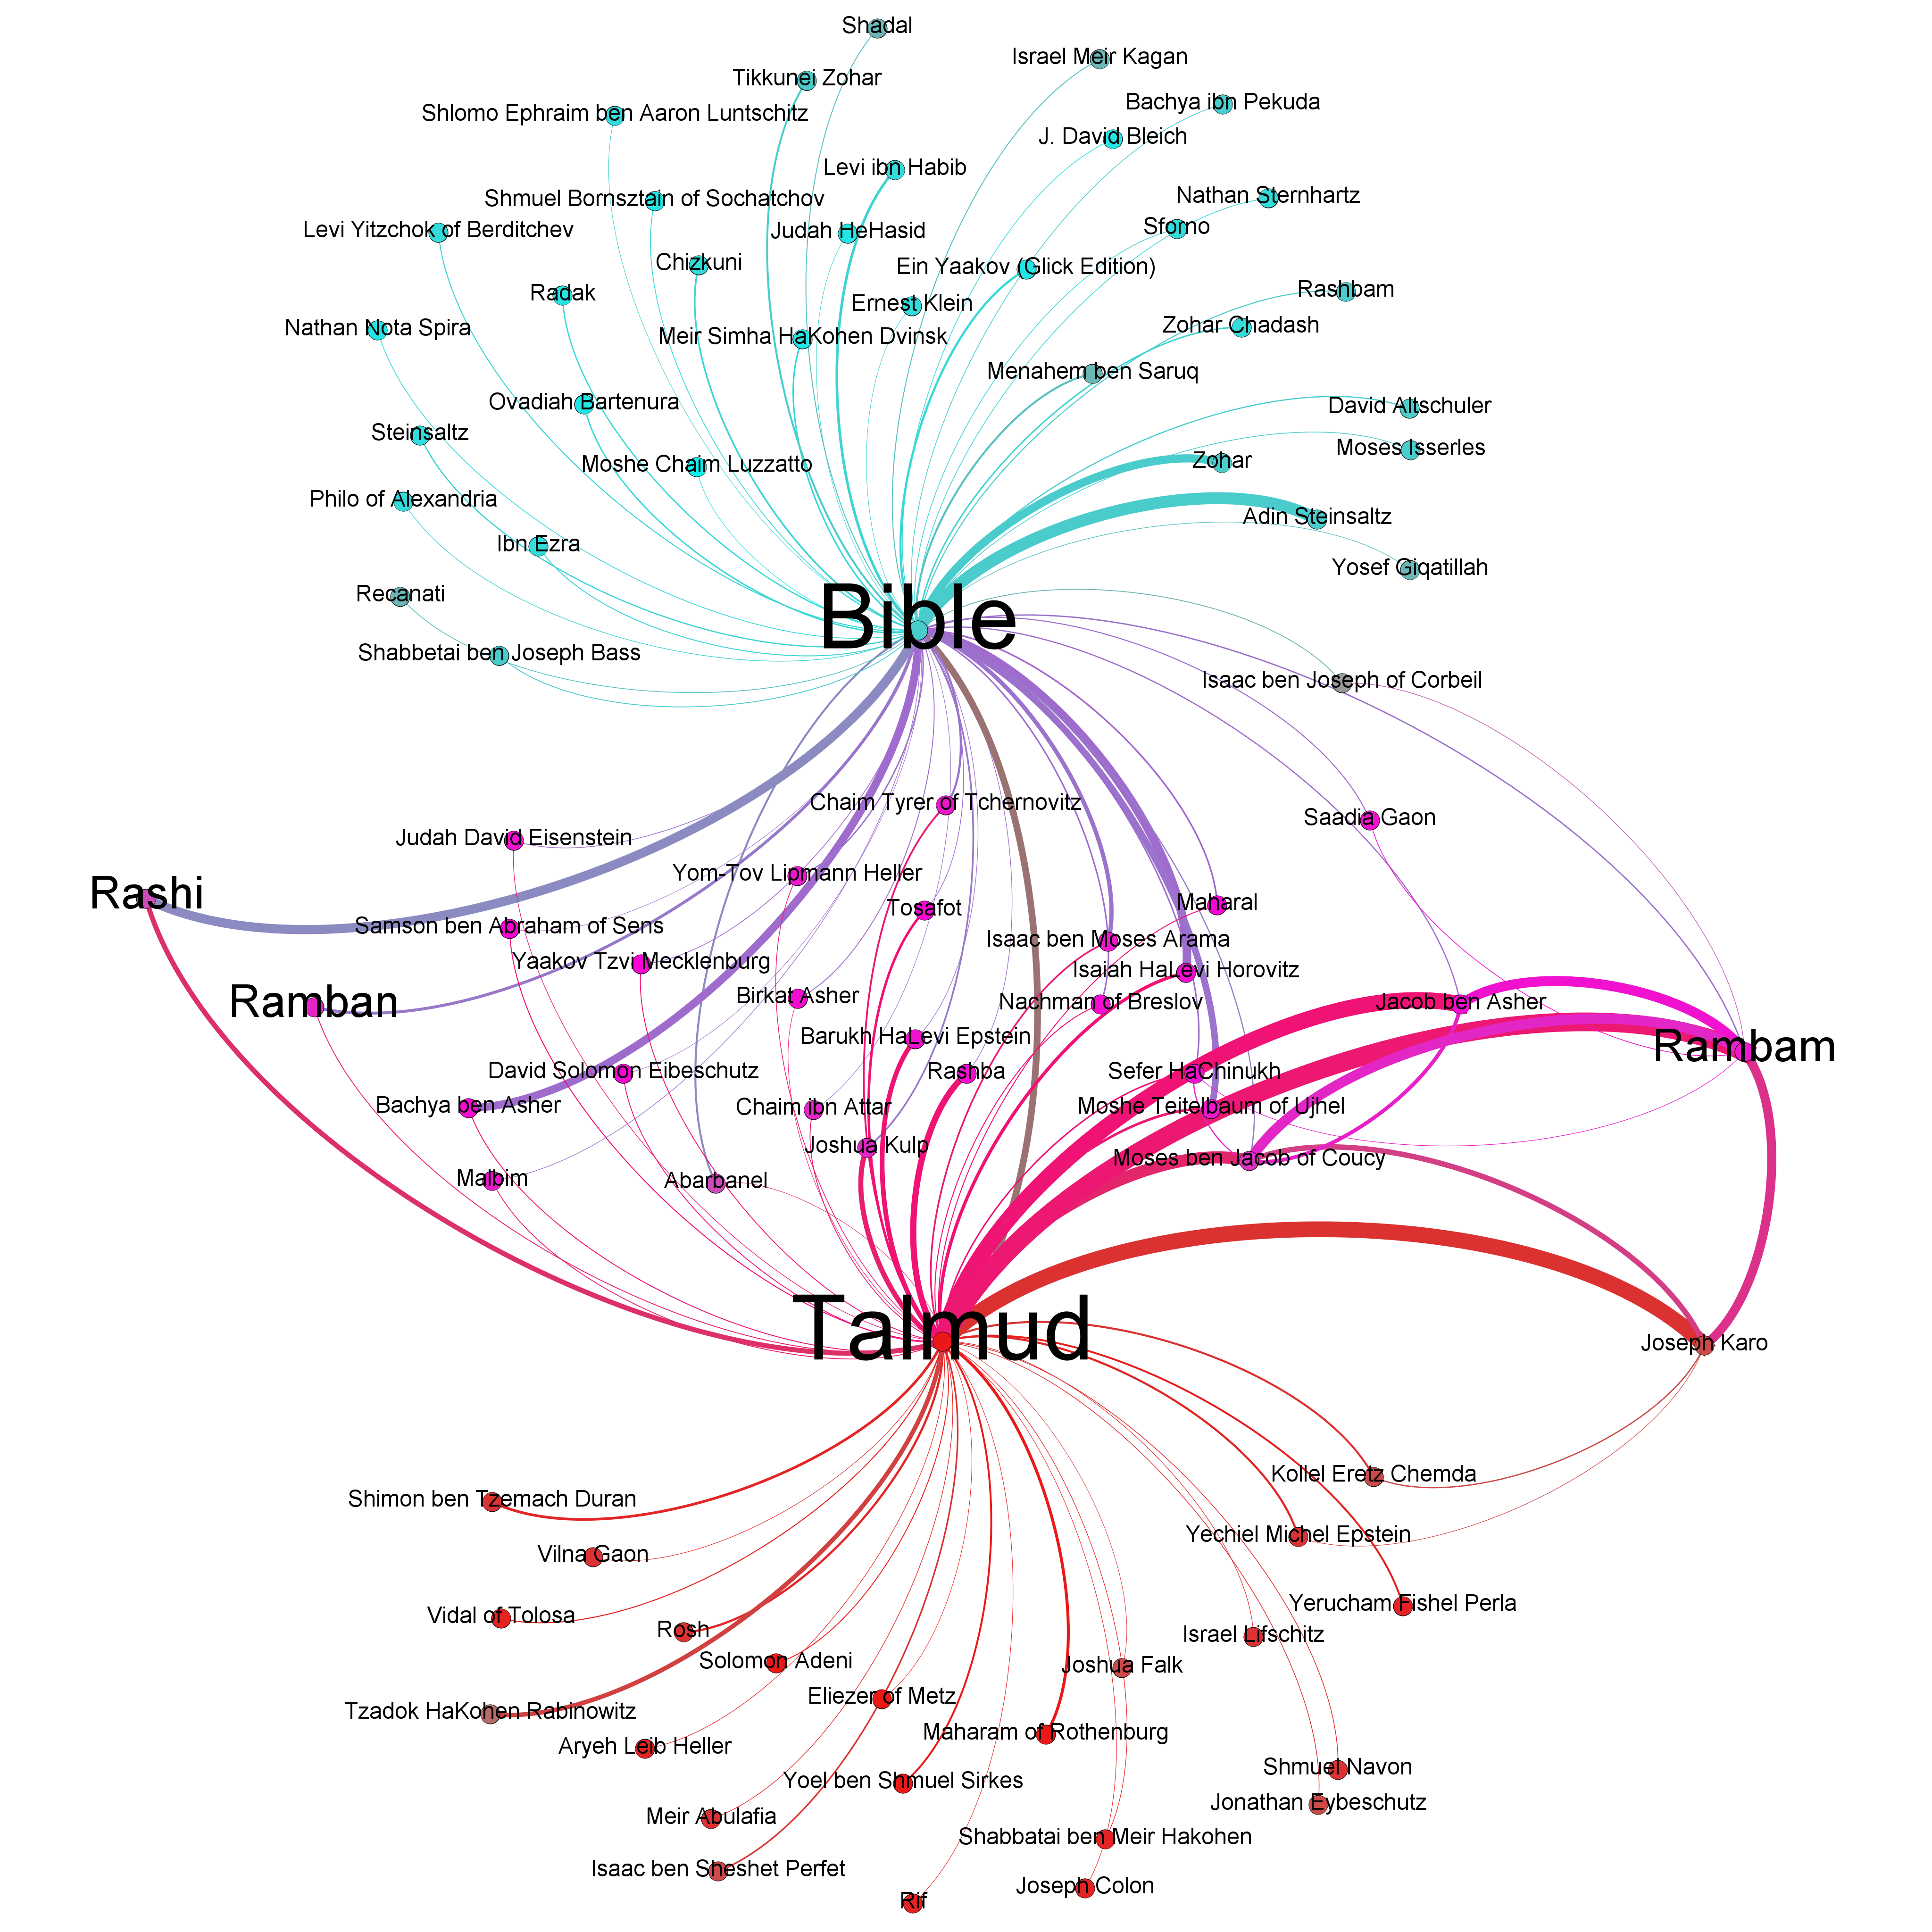 Shadal
Israel Meir Kagan
Tikkunei Zohar
Bachya ibn Pekuda
Shlomo Ephraim ben Aaron Luntschitz
J. David Bleich
Levi ibn Habib
Nathan Sternhartz
Shmuel Bornsztain of Sochatchov
Sforno
Levi Yitzchok of Berditchev
Judah HeHasid
Chizkuni
Ein Yaakov (Glick Edition)
Radak
Rashbam
Ernest Klein
Nathan Nota Spira
Zohar Chadash
Meir Simha HaKohen Dvinsk
Menahem ben Saruq
Ovadiah Bartenura
David Altschuler
Steinsaltz
Moses Isserles
Moshe Chaim Luzzatto
Zohar
Philo of Alexandria
Adin Steinsaltz
Ibn Ezra
Yosef Giqatillah
Recanati
Bible
Shabbetai ben Joseph Bass
Isaac ben Joseph of Corbeil
Chaim Tyrer of Tchernovitz
Saadia Gaon
Judah David Eisenstein
Yom-Tov Lipmann Heller
Rashi
Maharal
Tosafot
Samson ben Abraham of Sens
Isaac ben Moses Arama
Yaakov Tzvi Mecklenburg
Isaiah HaLevi Horovitz
Birkat Asher
Ramban
Nachman of Breslov
Jacob ben Asher
Barukh HaLevi Epstein
Rambam
David Solomon Eibeschutz
Rashba
Sefer HaChinukh
Bachya ben Asher
Chaim ibn Attar
Moshe Teitelbaum of Ujhel
Joshua Kulp
Moses ben Jacob of Coucy
Malbim
Abarbanel
Talmud
Joseph Karo
Kollel Eretz Chemda
Shimon ben Tzemach Duran
Yechiel Michel Epstein
Vilna Gaon
Yerucham Fishel Perla
Vidal of Tolosa
Rosh
Israel Lifschitz
Solomon Adeni
Joshua Falk
Eliezer of Metz
Tzadok HaKohen Rabinowitz
Maharam of Rothenburg
Aryeh Leib Heller
Shmuel Navon
Yoel ben Shmuel Sirkes
Jonathan Eybeschutz
Meir Abulafia
Shabbatai ben Meir Hakohen
Isaac ben Sheshet Perfet
Joseph Colon
Rif